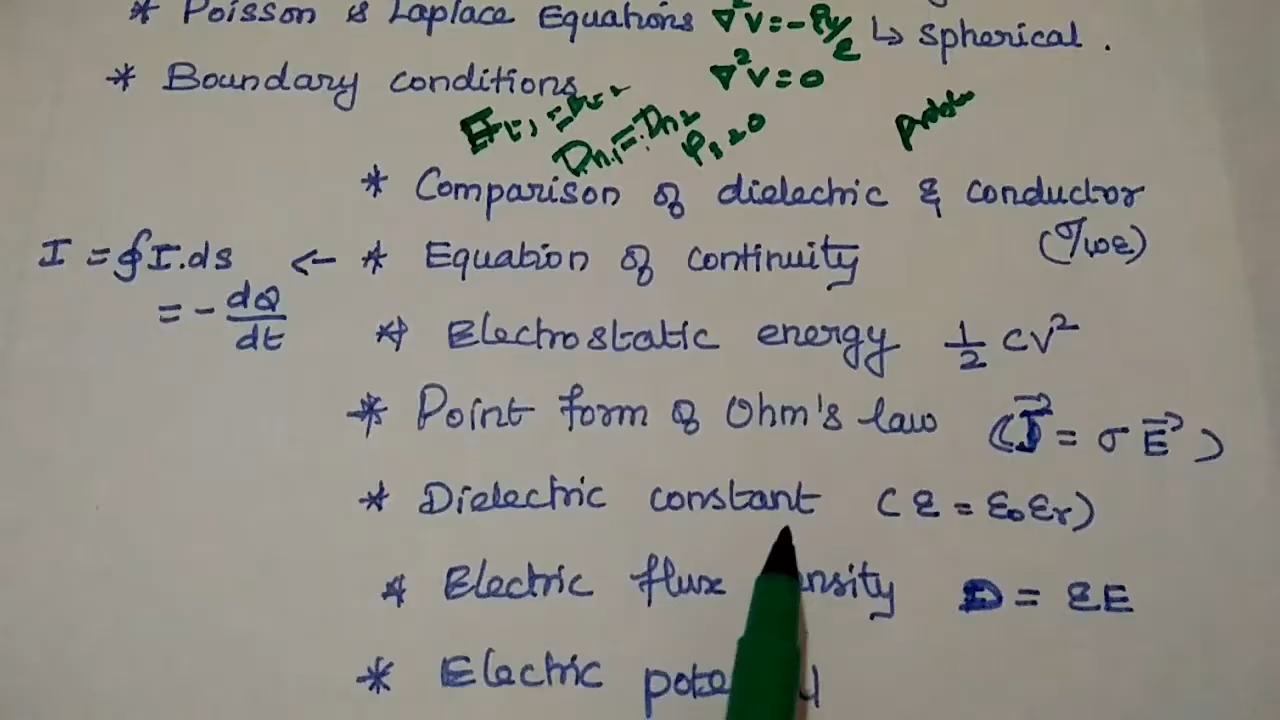 * Poisson & Laplace Equations ∇²V = -ρv/ε ↳ spherical.
* Boundary conditions ∇²V = 0
Dn1 = Dn2 ρs = 0
* Comparison of dielectric & conductor
(σ/ωε)
I = ∮I.ds ← * Equation of continuity
= - dQ/dt
* Electrostatic energy ½ CV²
* Point form of Ohm's law (J⃗ = σ E⃗)
* Dielectric constant (ε = ε₀εr)
* Electric flux density D = εE
* Electric